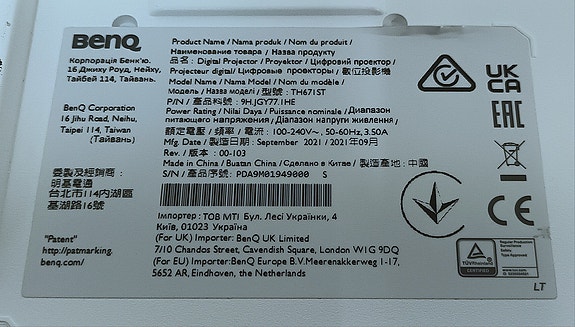 BenQ
Корпорація Бенк'ю.
16 Джиху Роуд, Нейху,
Тайбей 114, Тайвань
BenQ Corporation
16 Jihu Road, Neihu,
Taipei 114, Taiwan
(Тайвань)
委製及經銷商:
明基電通
台北市114內湖區
基湖路16號
"Patent"
http://patmarking.
benq.com/
Product Name / Nama produk / Nom du produit /
Наименование товара / Назва продукту
品名: Digital Projector / Proyektor / Цифровий проектор /
Projecteur digital / Цифровые проекторы / 數位投影機
Model Name / Nama Model / Nom du modèle /
Модель / Назва моделі / 型號: TH671ST
P/N / 產品料號: 9H.JGY77.1HE
Power Rating / Nilai Daya / Puissance nominale / Диапазон
питающего напряжения / Діапазон напруги живлення
額定電壓 / 頻率 / 電流: 100-240V~, 50-60Hz, 3.50A
Mfg. Date / 製造日期: September 2021 / 2021年09月
Rev. / 版本: 00-103
Made in China / Buatan China / Сделано в Китае / 製造產地: 中國
S/N / 產品序號: PDA9M01949000 S
Імпортер: ТОВ МТІ Бул. Лесі Українки, 4
Київ, 01023 Україна
(For UK) Importer: BenQ UK Limited
7/10 Chandos Street, Cavendish Square, London W1G 9DQ
(For EU) Importer:BenQ Europe B.V.Meerenakkerweg 1-17,
5652 AR, Eindhoven, the Netherlands
UK
CA
EAC
CE
TÜVRheinland
CERTIFIED
Regular Production
Surveillance
Safety
Type Approved
LT